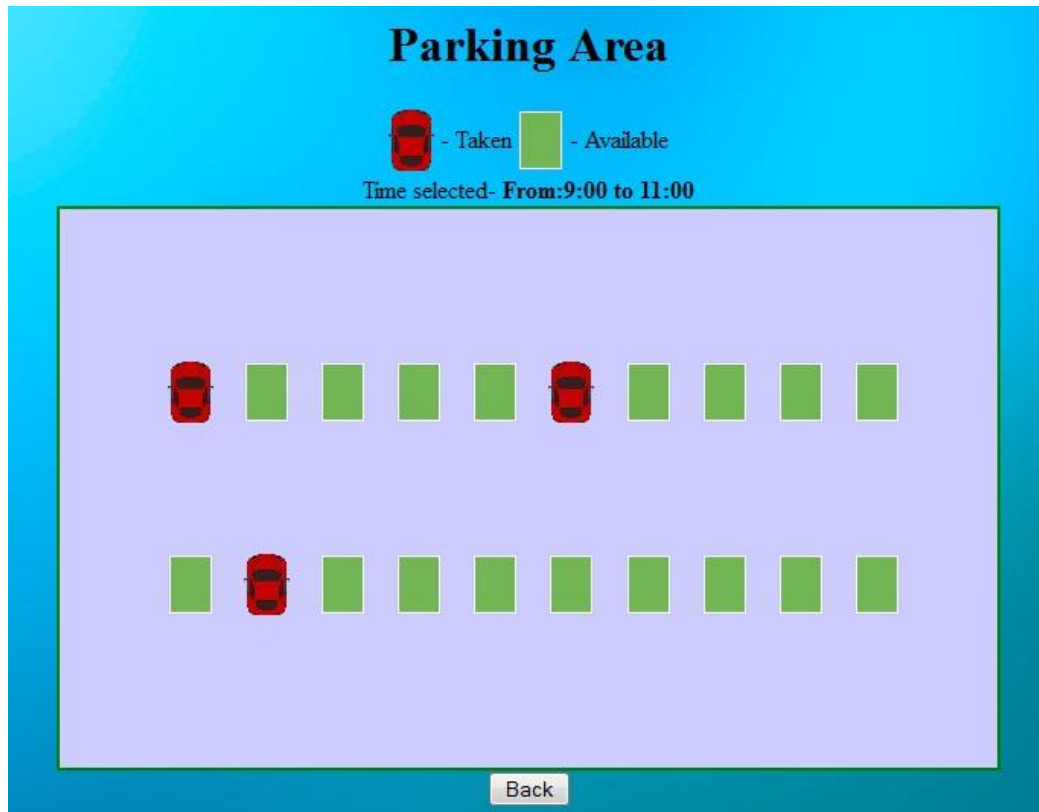 Parking Area
- Taken - Available
Time selected- From:9:00 to 11:00
Back